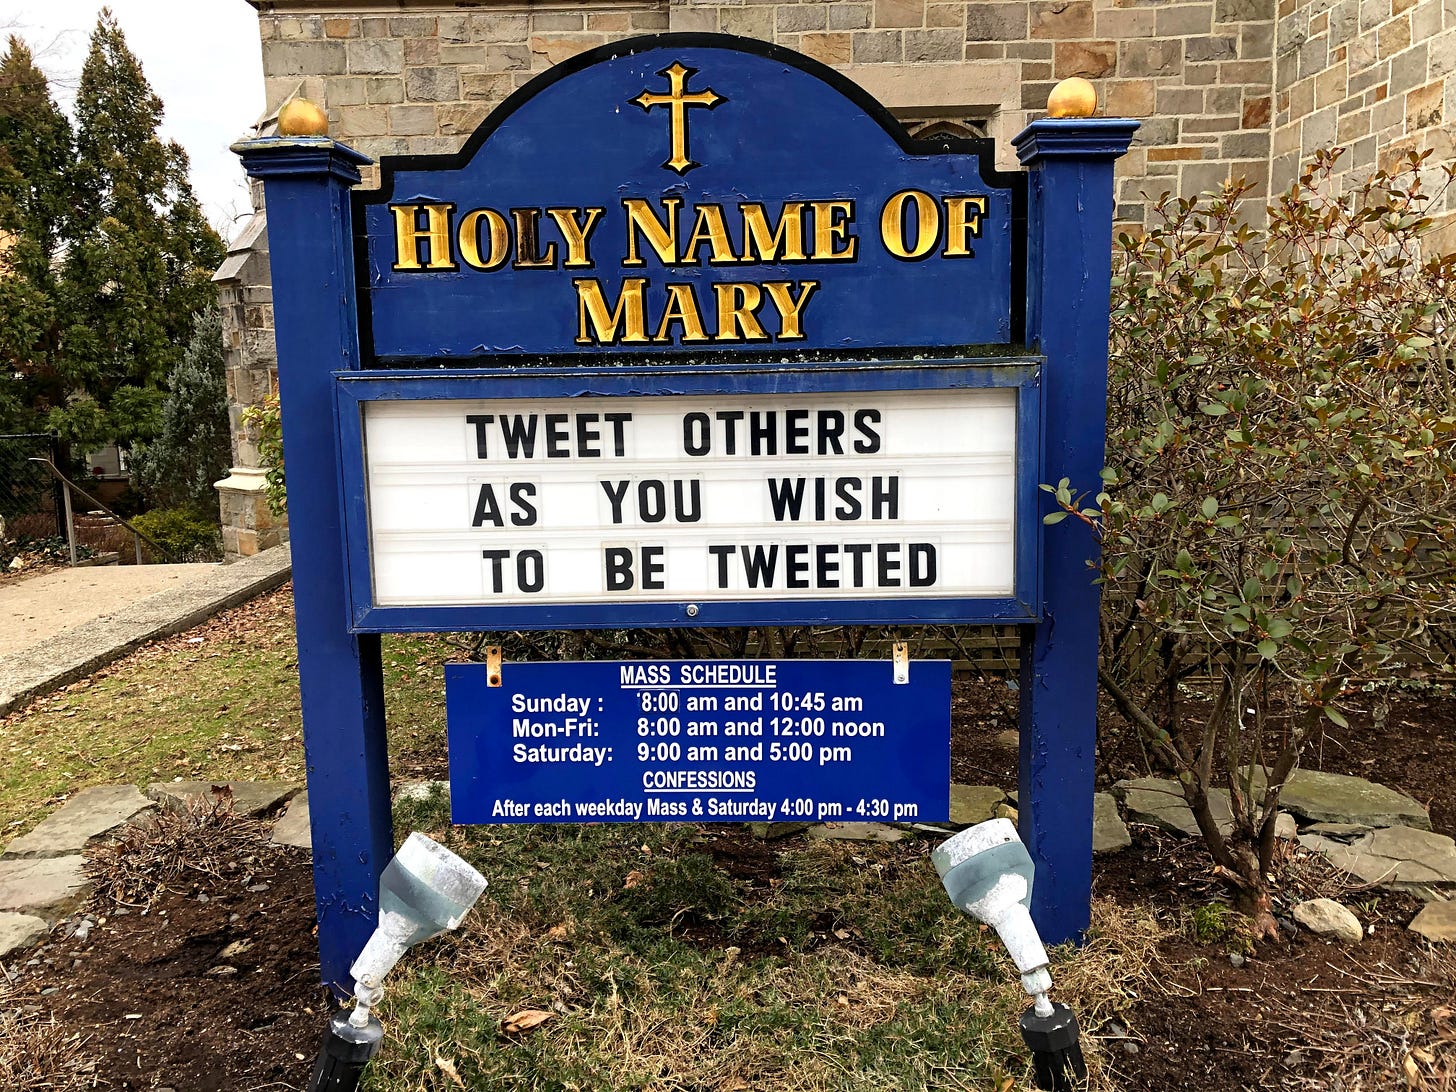 HOLY NAME OF
MARY
TWEET OTHERS
AS YOU WISH
TO BE TWEETED
MASS SCHEDULE
Sunday : 8:00 am and 10:45 am
Mon-Fri: 8:00 am and 12:00 noon
Saturday: 9:00 am and 5:00 pm
CONFESSIONS
After each weekday Mass & Saturday 4:00 pm - 4:30 pm